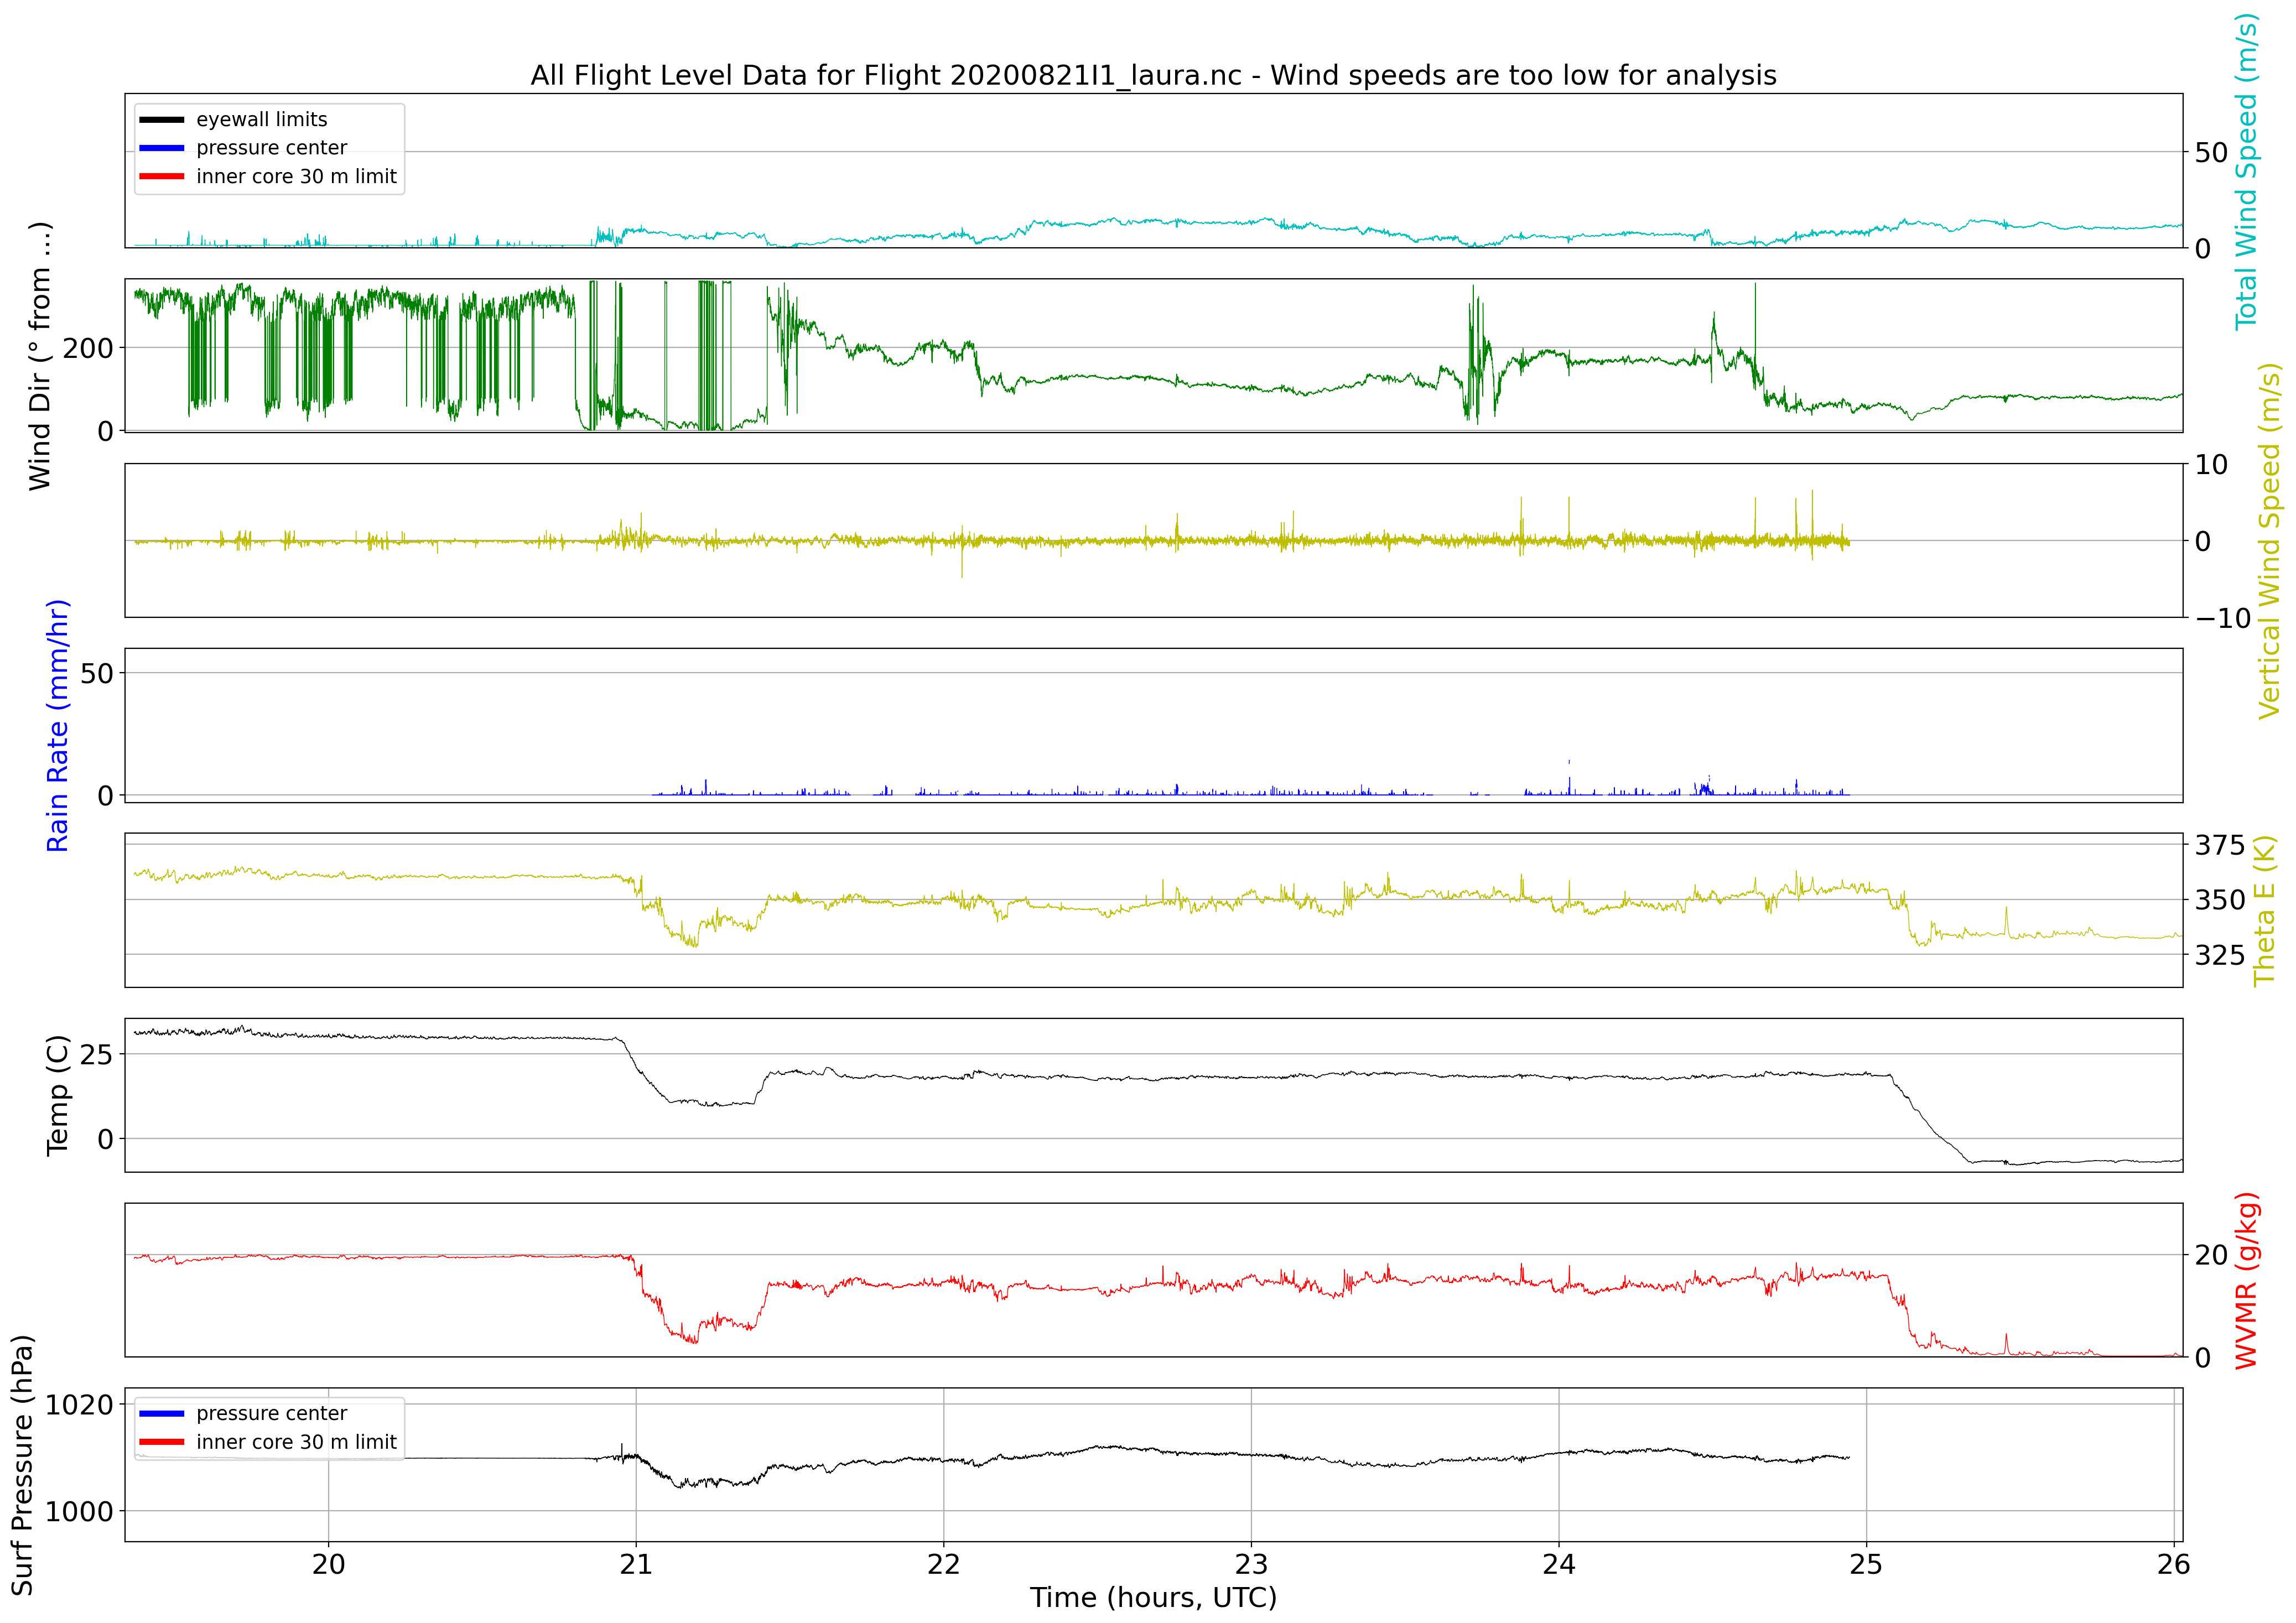 All Flight Level Data for Flight 20200821I1_laura.nc - Wind speeds are too low for analysis
eyewall limits
pressure center
inner core 30 m limit
50
0
Total Wind Speed (m/s)
Wind Dir (° from ...)
200
0
10
0
−10
Vertical Wind Speed (m/s)
Rain Rate (mm/hr)
50
0
375
350
325
Theta E (K)
Temp (C)
25
0
20
0
WVMR (g/kg)
Surf Pressure (hPa)
1020
1000
pressure center
inner core 30 m limit
20 21 22 23 24 25 26
Time (hours, UTC)